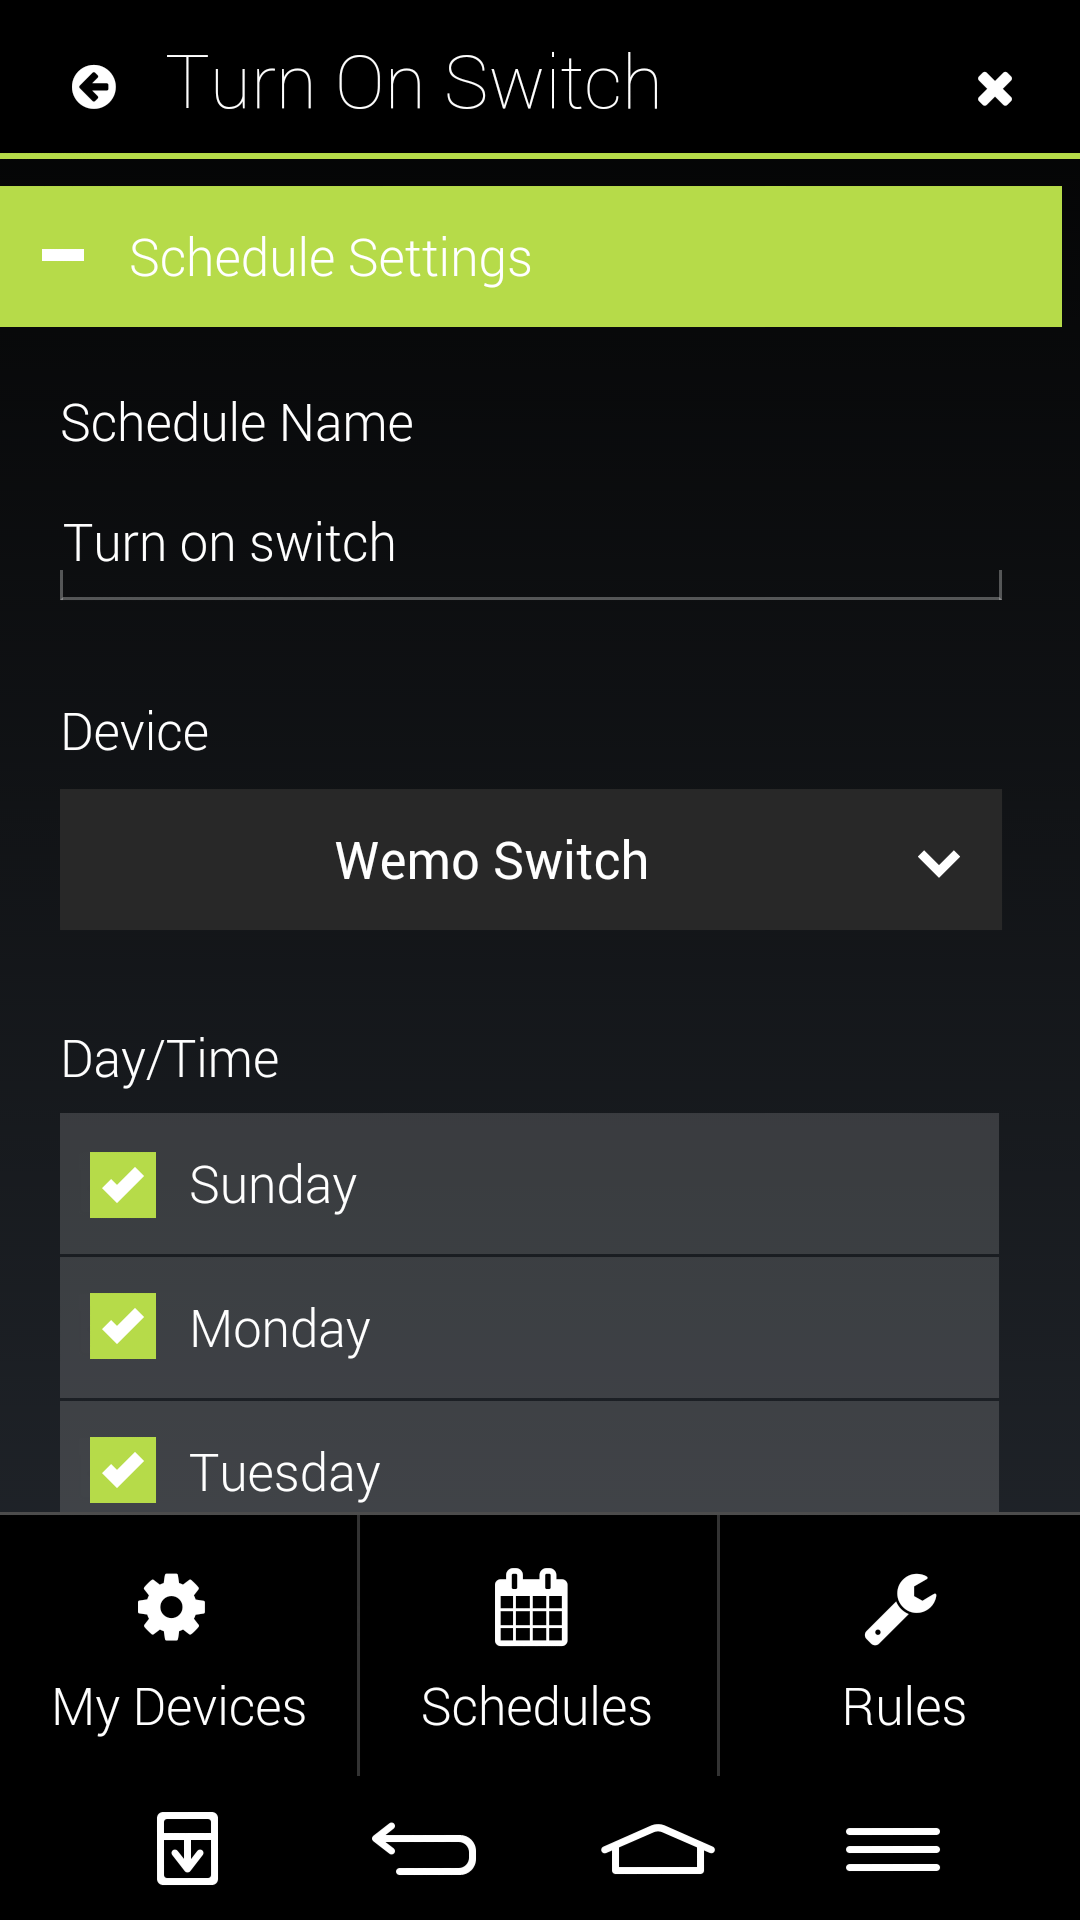 Turn On Switch
Schedule Settings
Schedule Name
Turn on switch
Device
Wemo Switch
Day/Time
Sunday
Monday
Tuesday
My Devices
Schedules
Rules